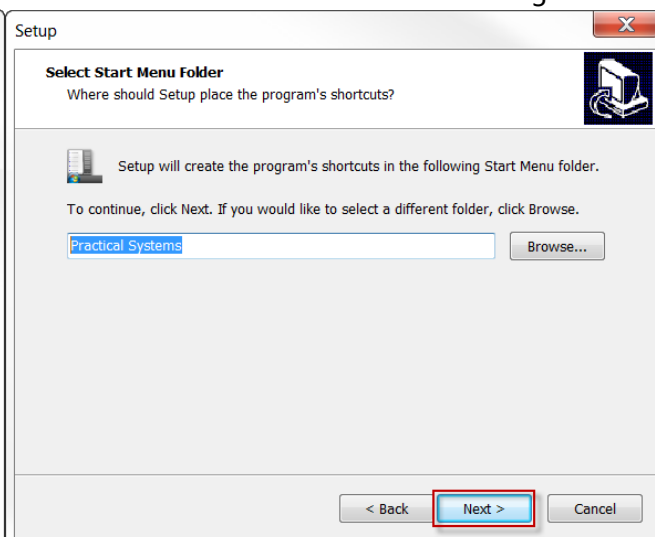 Setup
X
Select Start Menu Folder
Where should Setup place the program's shortcuts?
Setup will create the program's shortcuts in the following Start Menu folder.
To continue, click Next. If you would like to select a different folder, click Browse.
Practical Systems
Browse...
< Back
Next >
Cancel